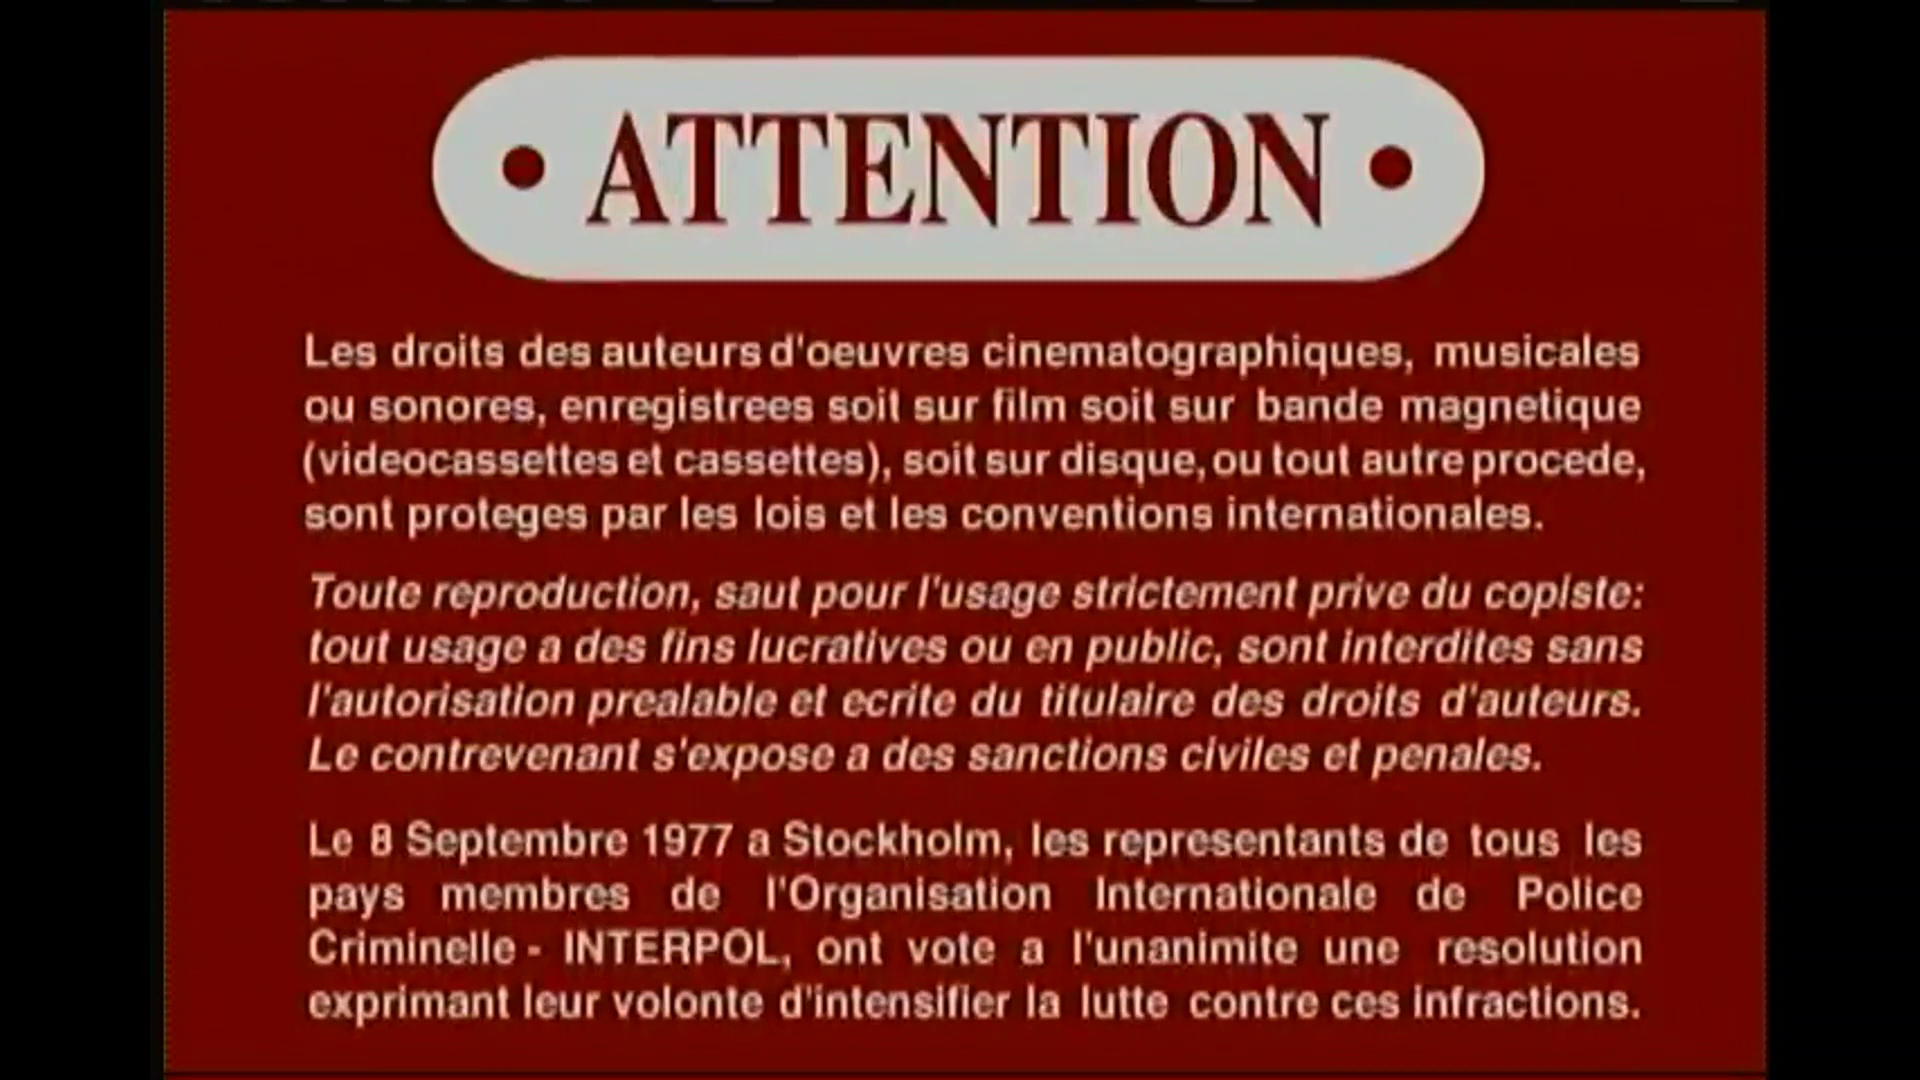 • ATTENTION •
Les droits des auteurs d'oeuvres cinematographiques, musicales
ou sonores, enregistrees soit sur film soit sur bande magnetique
(videocassettes et cassettes), soit sur disque, ou tout autre procede,
sont proteges par les lois et les conventions internationales.
Toute reproduction, saut pour l'usage strictement prive du copiste:
tout usage a des fins lucratives ou en public, sont interdites sans
l'autorisation prealable et ecrite du titulaire des droits d'auteurs.
Le contrevenant s'expose a des sanctions civiles et penales.
Le 8 Septembre 1977 a Stockholm, les representants de tous les
pays membres de l'Organisation Internationale de Police
Criminelle - INTERPOL, ont vote a l'unanimite une resolution
exprimant leur volonte d'intensifier la lutte contre ces infractions.